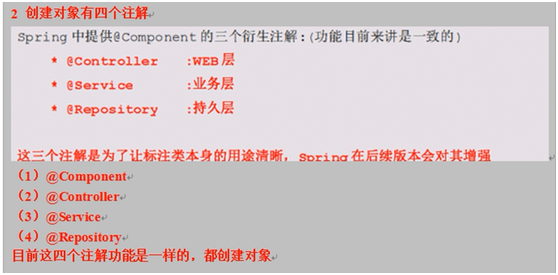 2 创建对象有四个注解
Spring 中提供@Component 的三个衍生注解:(功能目前来讲是一致的)
* @Controller :WEB 层
* @Service :业务层
* @Repository :持久层
这三个注解是为了让标注类本身的用途清晰，Spring 在后续版本会对其增强
（1）@Component
（2）@Controller
（3）@Service
（4）@Repository
目前这四个注解功能是一样的，都创建对象